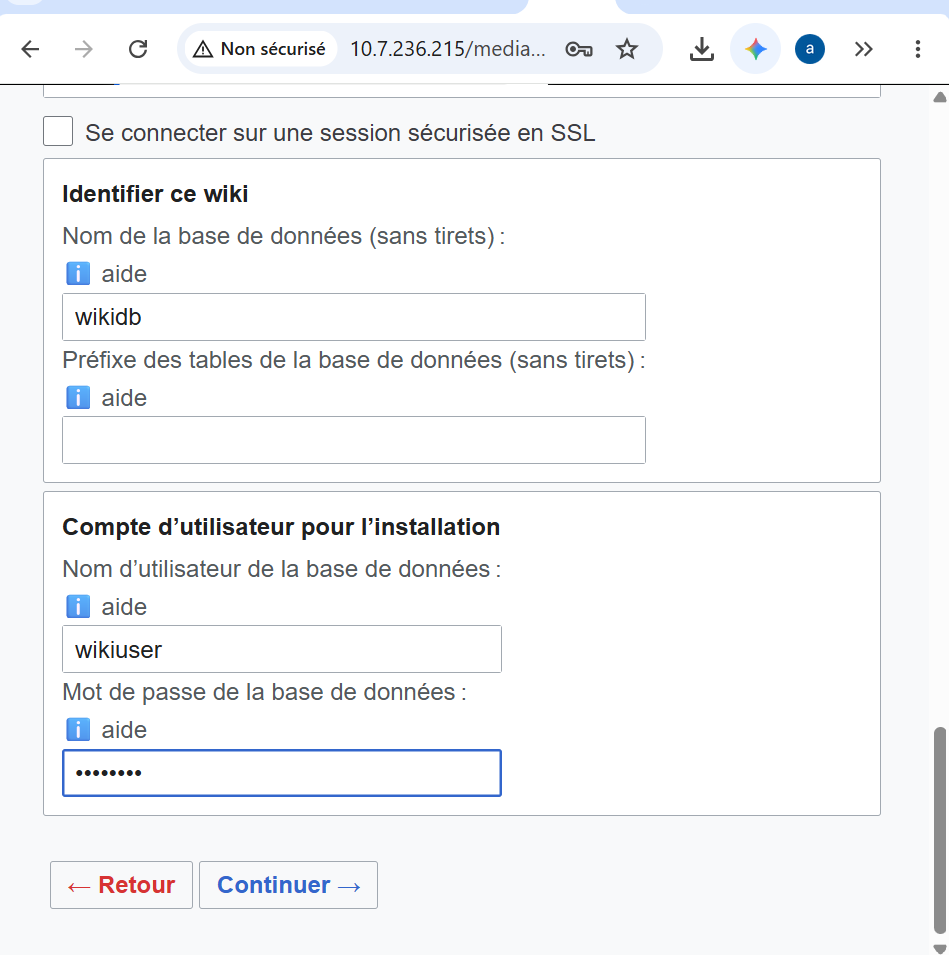 Non sécurisé
10.7.236.215/media...
a
Se connecter sur une session sécurisée en SSL
Identifier ce wiki
Nom de la base de données (sans tirets) :
i aide
wikidb
Préfixe des tables de la base de données (sans tirets) :
i aide
Compte d’utilisateur pour l’installation
Nom d’utilisateur de la base de données :
i aide
wikiuser
Mot de passe de la base de données :
i aide
••••••••
← Retour
Continuer →